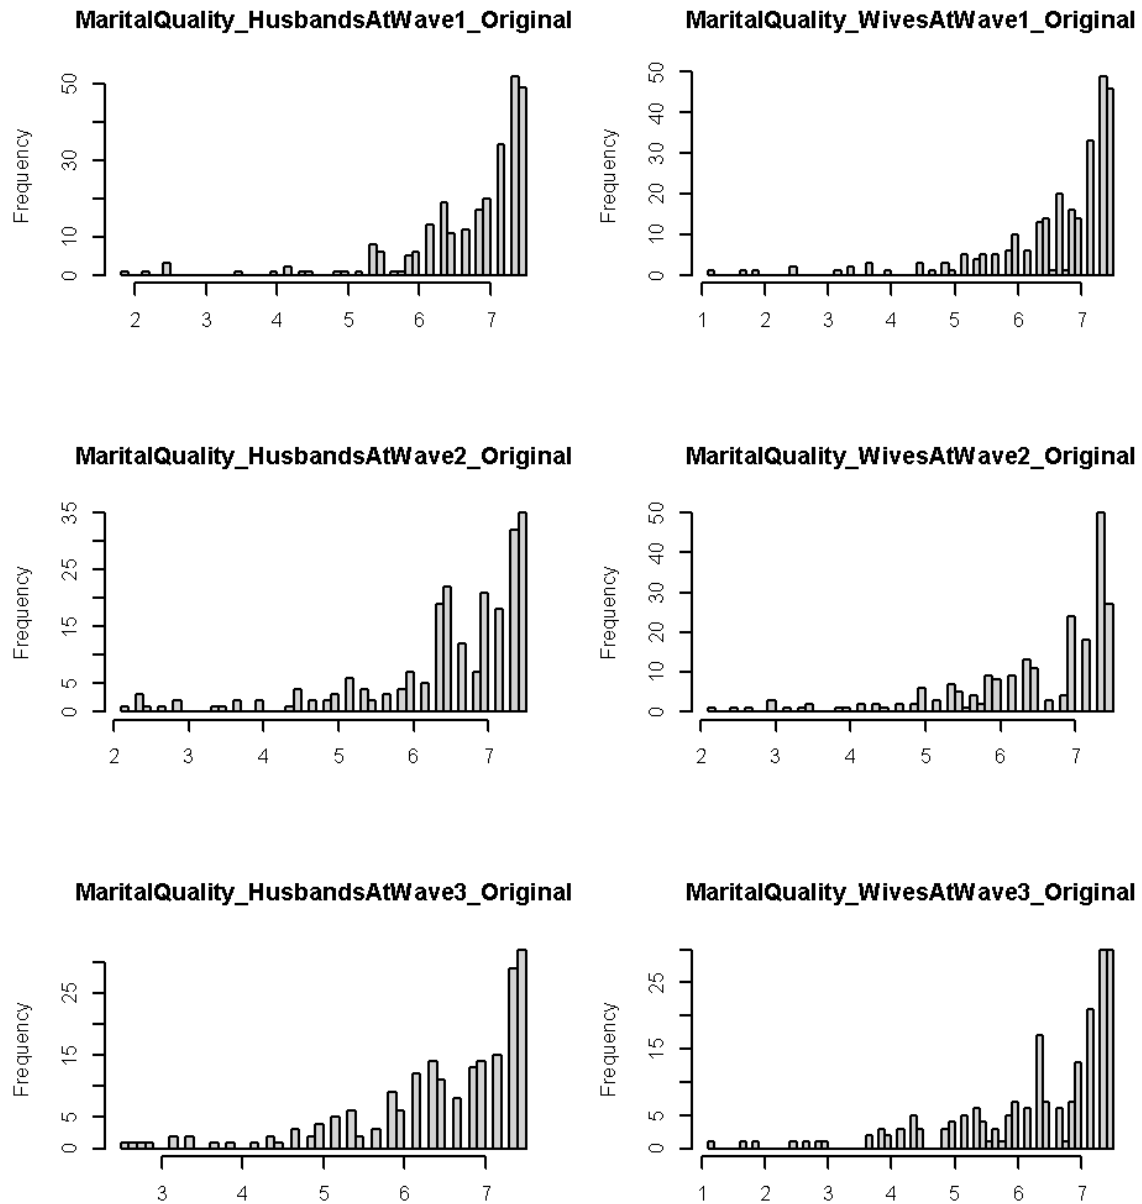 MaritalQuality_HusbandsAtWave1_Original
Frequency
0 10 30 50
2 3 4 5 6 7
MaritalQuality_WivesAtWave1_Original
Frequency
0 10 20 30 40 50
1 2 3 4 5 6 7
MaritalQuality_HusbandsAtWave2_Original
Frequency
0 5 15 25 35
2 3 4 5 6 7
MaritalQuality_WivesAtWave2_Original
Frequency
0 10 20 30 40 50
2 3 4 5 6 7
MaritalQuality_HusbandsAtWave3_Original
Frequency
0 5 15 25
3 4 5 6 7
MaritalQuality_WivesAtWave3_Original
Frequency
0 5 15 25
1 2 3 4 5 6 7